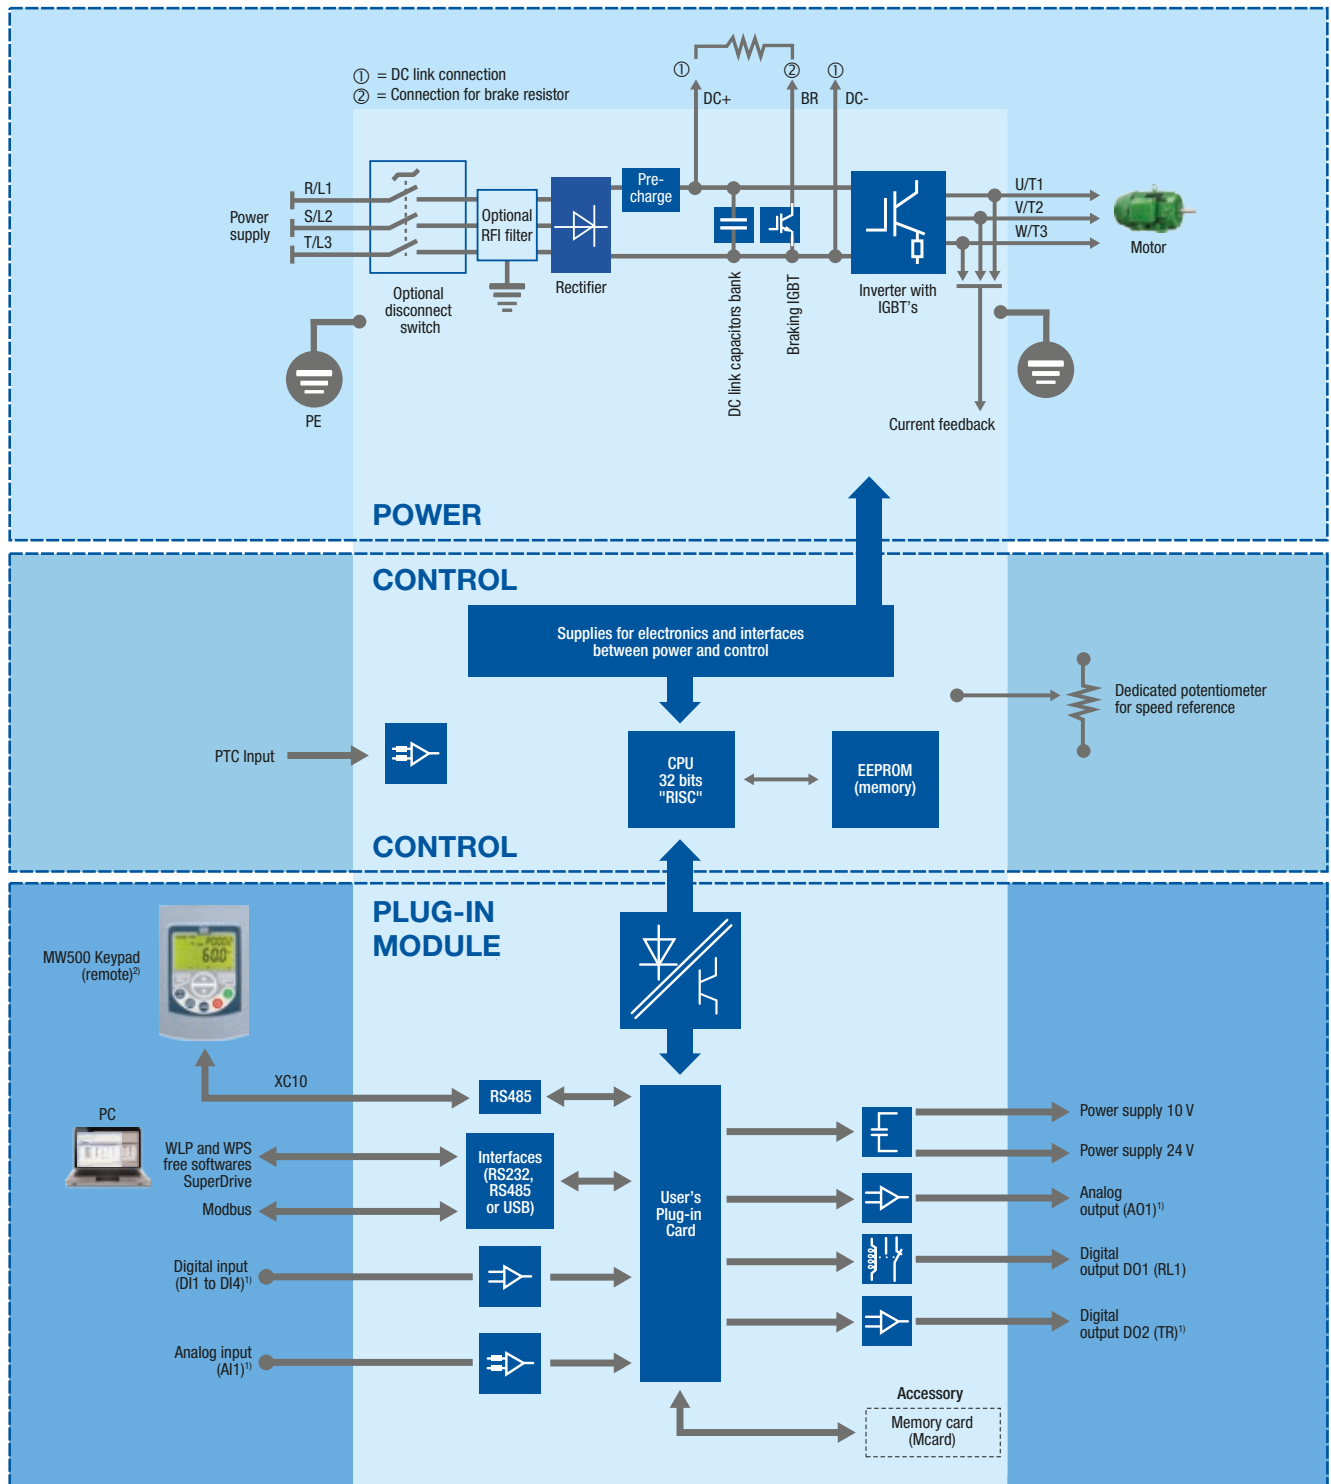 ① = DC link connection
② = Connection for brake resistor
①
②
①
DC+
BR
DC-
R/L1
S/L2
T/L3
Power
supply
Optional
RFI filter
Pre-
charge
U/T1
V/T2
W/T3
Motor
Optional
disconnect
switch
Rectifier
DC link capacitors bank
Braking IGBT
Inverter with
IGBT's
PE
Current feedback
POWER
CONTROL
Supplies for electronics and interfaces
between power and control
Dedicated potentiometer
for speed reference
PTC Input
CPU
32 bits
"RISC"
EEPROM
(memory)
CONTROL
PLUG-IN
MODULE
MW500 Keypad
(remote)2)
60.0
XC10
RS485
PC
WLP and WPS
free softwares
SuperDrive
Modbus
Interfaces
(RS232,
RS485
or USB)
User's
Plug-in
Card
Power supply 10 V
Power supply 24 V
Analog
output (AO1)1)
Digital
output DO1 (RL1)
Digital
output DO2 (TR)1)
Digital input
(DI1 to DI4)1)
Analog input
(AI1)1)
Accessory
Memory card
(Mcard)